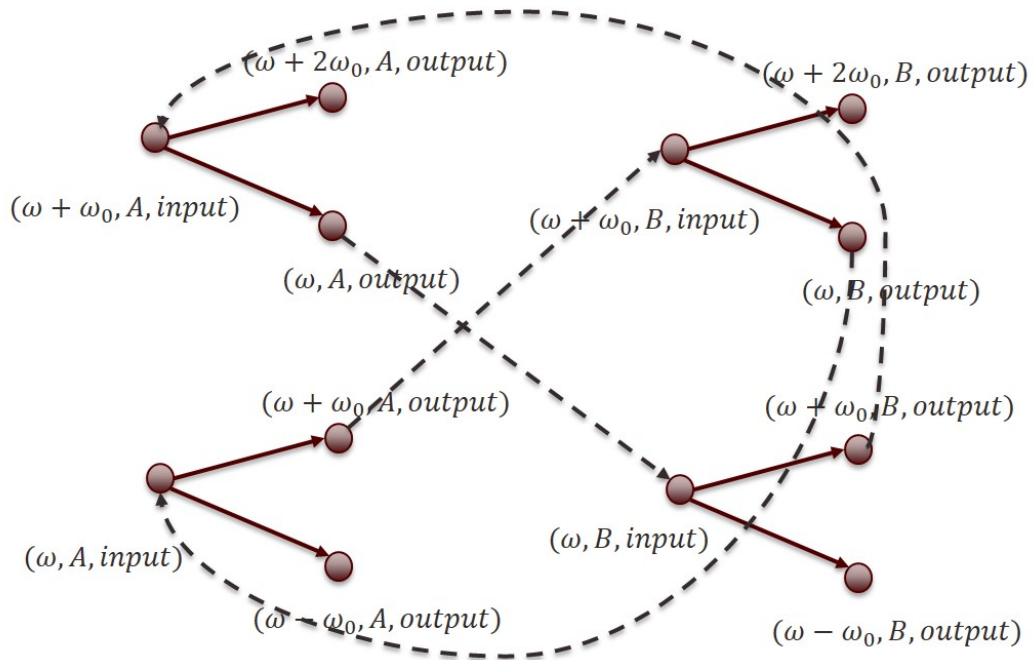 (ω + 2ω₀, A, output)
(ω + 2ω₀, B, output)
(ω + ω₀, A, input)
(ω + ω₀, B, input)
(ω, A, output)
(ω, B, output)
(ω + ω₀, A, output)
(ω + ω₀, B, output)
(ω, A, input)
(ω, B, input)
(ω − ω₀, A, output)
(ω − ω₀, B, output)